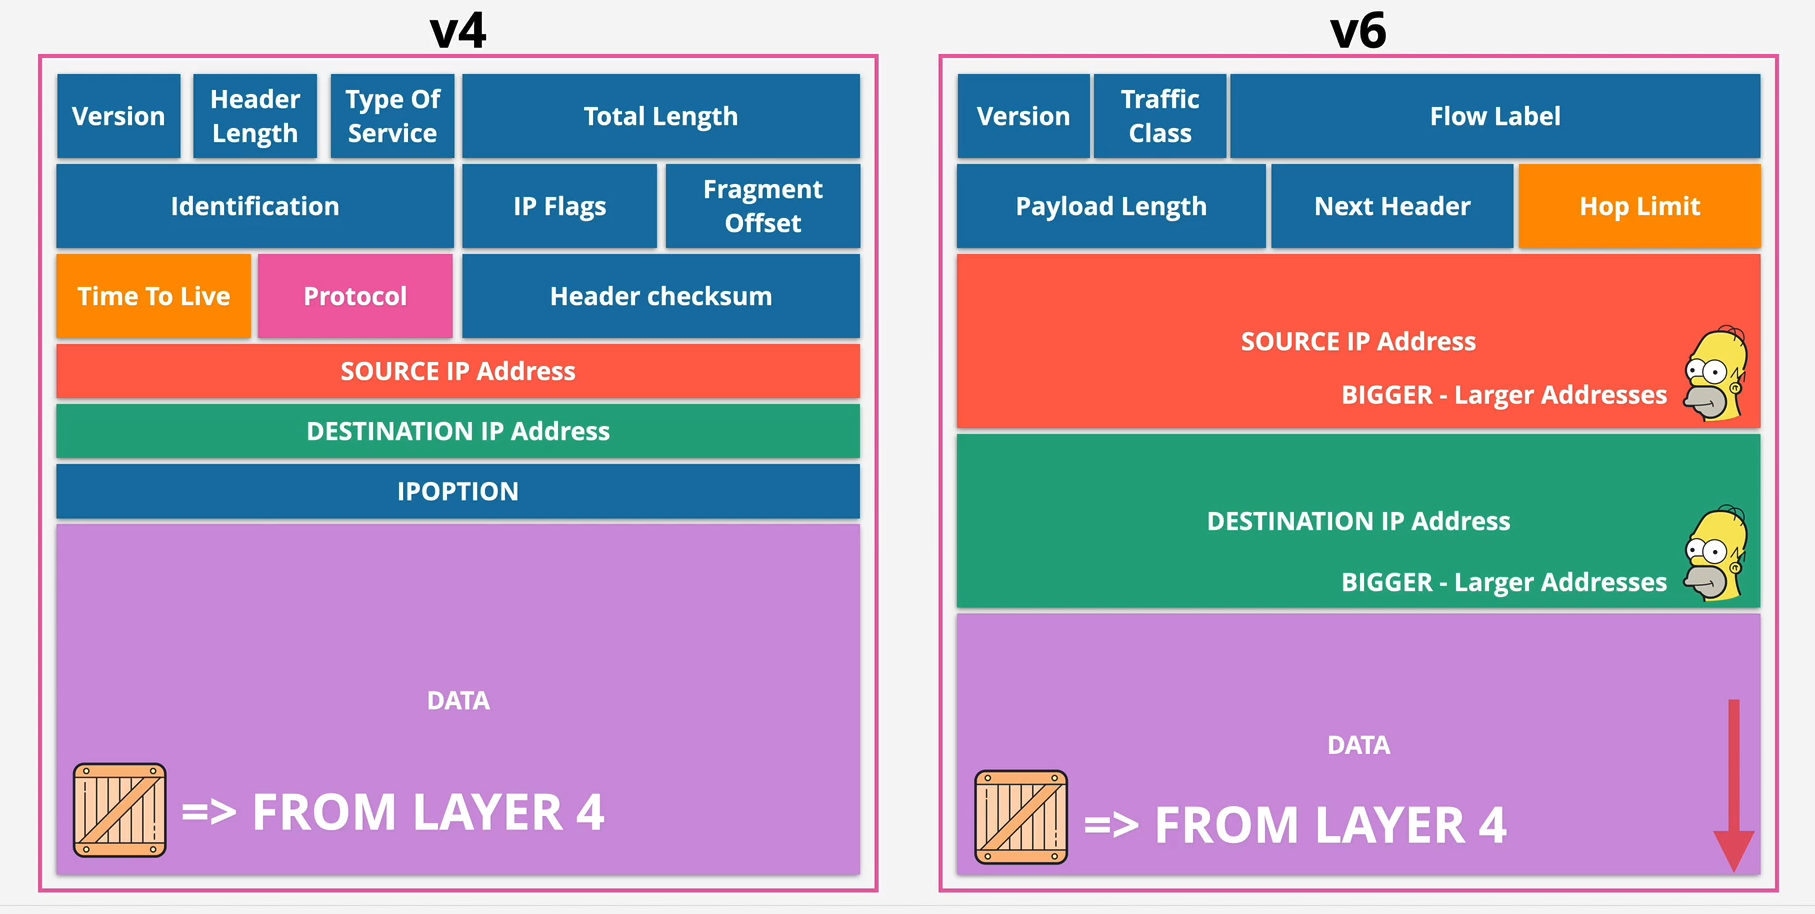 v4
v6
Version
Header
Length
Type Of
Service
Total Length
Identification
IP Flags
Fragment
Offset
Time To Live
Protocol
Header checksum
SOURCE IP Address
DESTINATION IP Address
IPOPTION
DATA
=> FROM LAYER 4
Version
Traffic
Class
Flow Label
Payload Length
Next Header
Hop Limit
SOURCE IP Address
BIGGER - Larger Addresses
DESTINATION IP Address
BIGGER - Larger Addresses
DATA
=> FROM LAYER 4